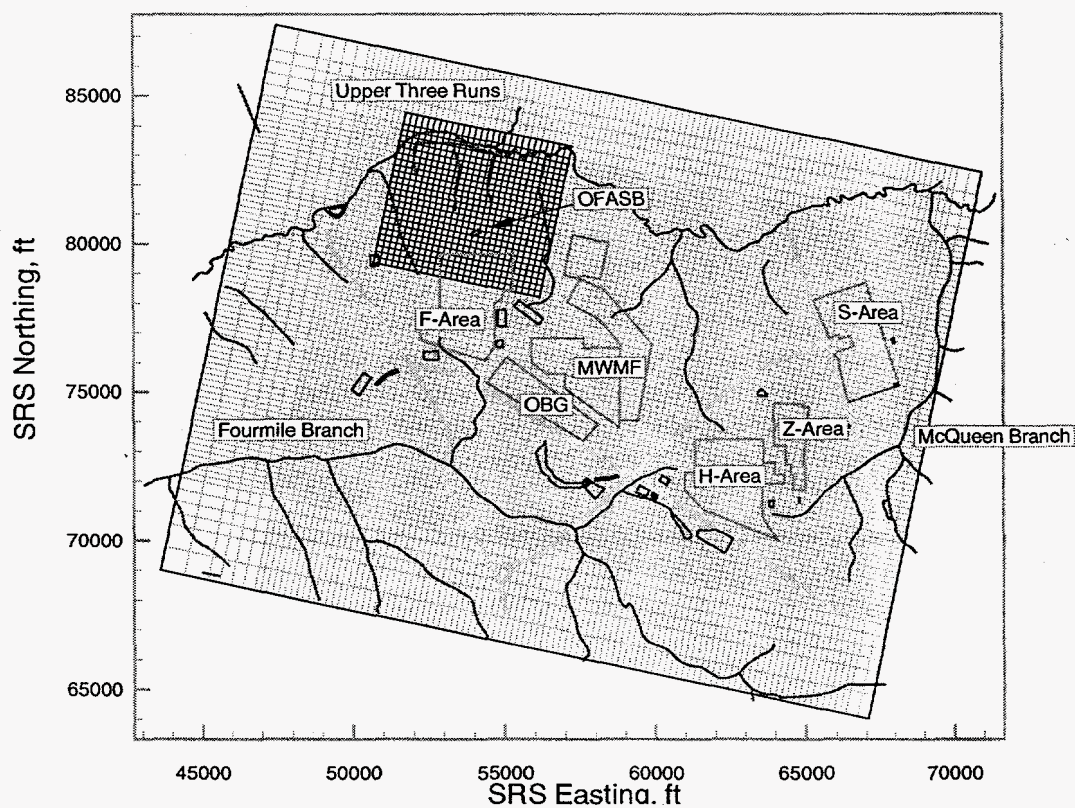 85000
Upper Three Runs
OFASB
80000
SRS Northing, ft
S-Area
F-Area
MWMF
75000
OBG
Z-Area
Fourmile Branch
McQueen Branch
H-Area
70000
65000
45000
50000
55000
60000
65000
70000
SRS Easting, ft